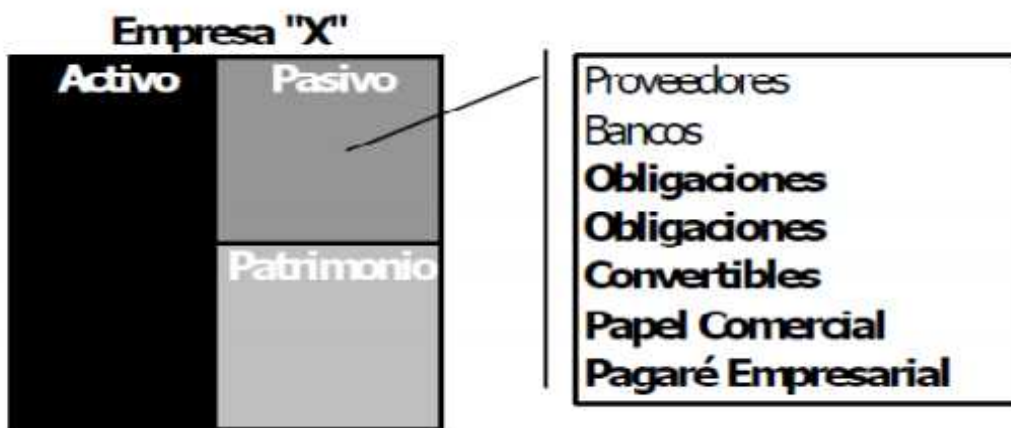 Empresa "X"
Activo
Pasivo
Patrimonio
Proveedores
Bancos
Obligaciones
Obligaciones
Convertibles
Papel Comercial
Pagaré Empresarial